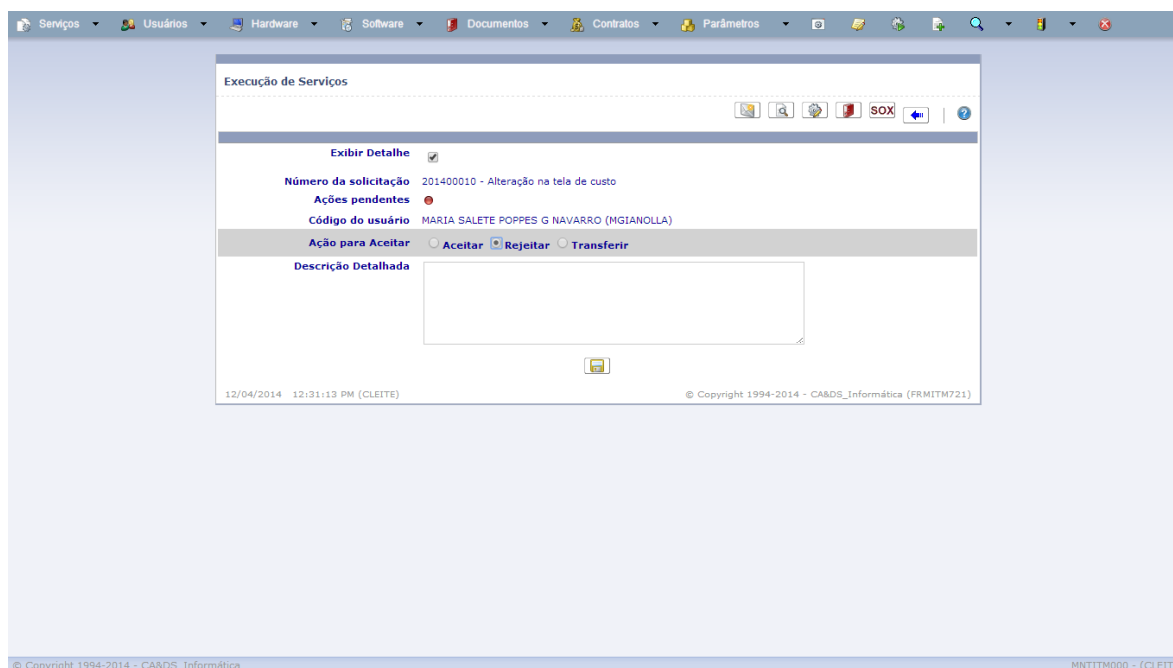 Serviços Usuários Hardware Software Documentos Contratos Parâmetros
Execução de Serviços
SOX
Exibir Detalhe
Número da solicitação 201400010 - Alteração na tela de custo
Ações pendentes
Código do usuário MARIA SALETE POPPES G NAVARRO (MGIANOLLA)
Ação para Aceitar Aceitar Rejeitar Transferir
Descrição Detalhada
12/04/2014 12:31:13 PM (CLEITE) © Copyright 1994-2014 - CA&DS_Informática (FRMITM721)
© Copyright 1994-2014 - CA&DS_Informática MNTITM000 - (CLEIT